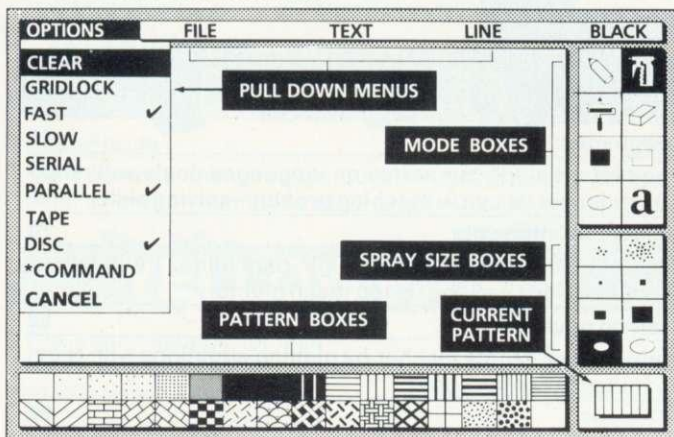 OPTIONS FILE TEXT LINE BLACK
CLEAR
GRIDLOCK
FAST ✔
SLOW
SERIAL
PARALLEL ✔
TAPE
DISC ✔
*COMMAND
CANCEL
PULL DOWN MENUS
MODE BOXES
a
SPRAY SIZE BOXES
PATTERN BOXES
CURRENT
PATTERN